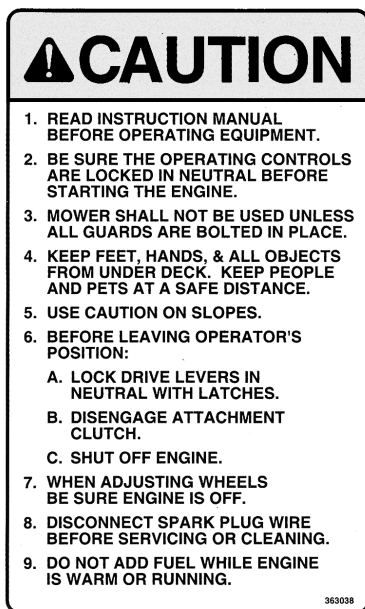 CAUTION
1. READ INSTRUCTION MANUAL
BEFORE OPERATING EQUIPMENT.
2. BE SURE THE OPERATING CONTROLS
ARE LOCKED IN NEUTRAL BEFORE
STARTING THE ENGINE.
3. MOWER SHALL NOT BE USED UNLESS
ALL GUARDS ARE BOLTED IN PLACE.
4. KEEP FEET, HANDS, & ALL OBJECTS
FROM UNDER DECK. KEEP PEOPLE
AND PETS AT A SAFE DISTANCE.
5. USE CAUTION ON SLOPES.
6. BEFORE LEAVING OPERATOR'S
POSITION:
A. LOCK DRIVE LEVERS IN
NEUTRAL WITH LATCHES.
B. DISENGAGE ATTACHMENT
CLUTCH.
C. SHUT OFF ENGINE.
7. WHEN ADJUSTING WHEELS
BE SURE ENGINE IS OFF.
8. DISCONNECT SPARK PLUG WIRE
BEFORE SERVICING OR CLEANING.
9. DO NOT ADD FUEL WHILE ENGINE
IS WARM OR RUNNING.
363038